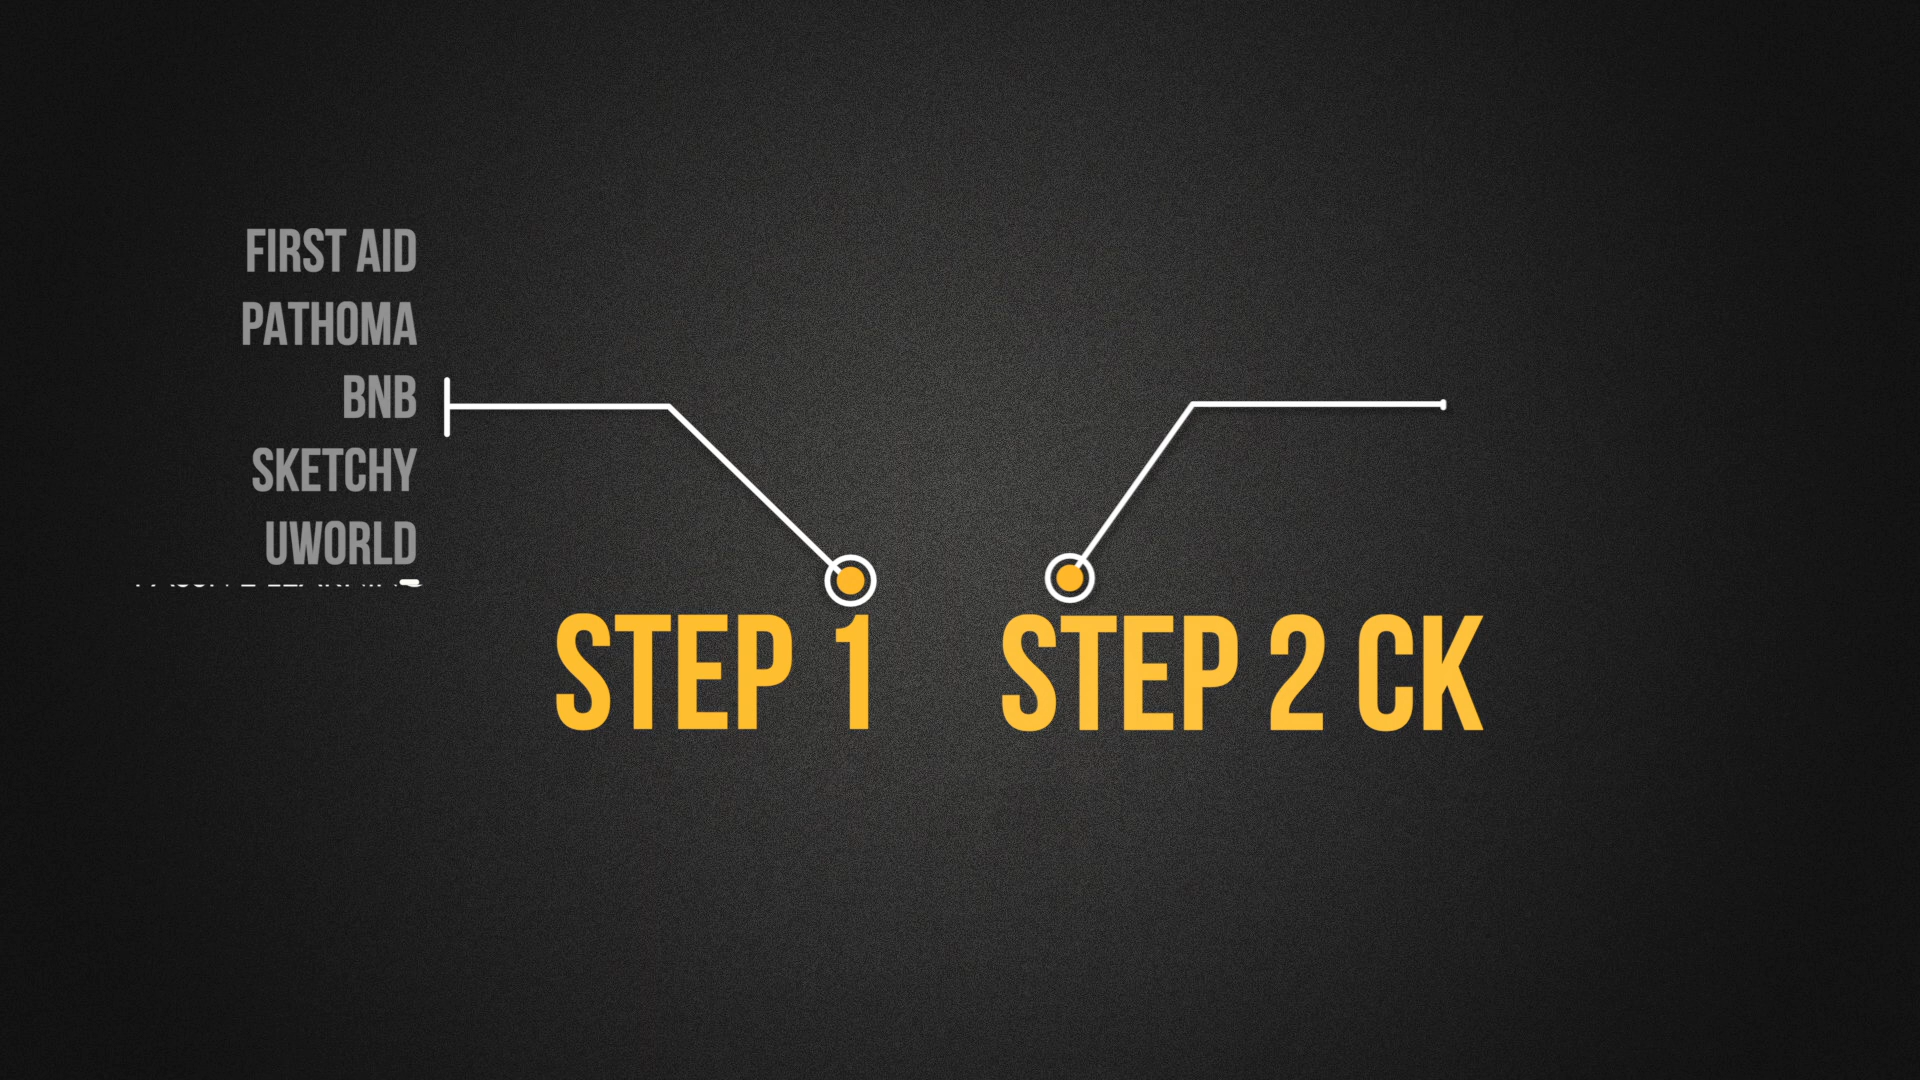 FIRST AID
PATHOMA
BNB
SKETCHY
UWORLD
STEP 1
STEP 2 CK